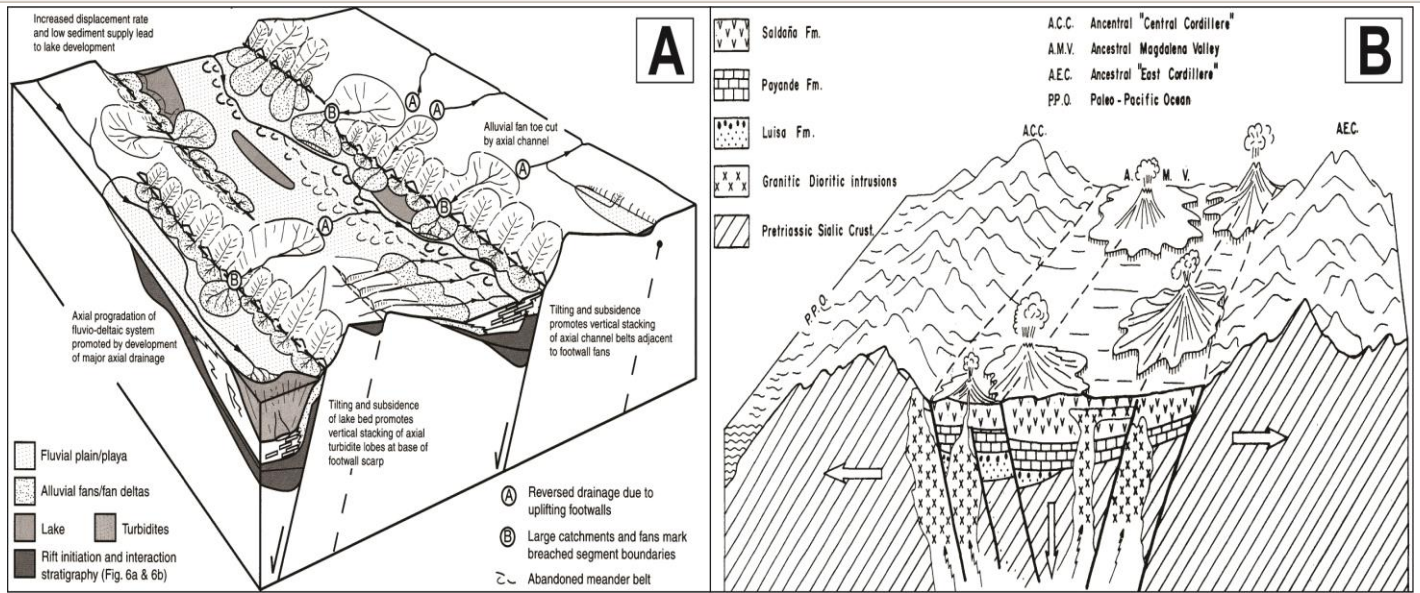 Increased displacement rate
and low sediment supply lead
to lake development
A
A
A
B
Alluvial fan toe cut
by axial channel
A
B
A
B
Axial progradation of
fluvio-deltaic system
promoted by development
of major axial drainage
Tilting and subsidence
promotes vertical stacking
of axial channel belts adjacent
to footwall fans
Tilting and subsidence
of lake bed promotes
vertical stacking of axial
turbidite lobes at base of
footwall scarp
Fluvial plain/playa
Alluvial fans/fan deltas
Lake
Turbidites
Rift initiation and interaction
stratigraphy (Fig. 6a & 6b)
A Reversed drainage due to
uplifting footwalls
B Large catchments and fans mark
breached segment boundaries
Abandoned meander belt
B
Saldaña Fm.
Payande Fm.
Luisa Fm.
Granitic Dioritic intrusions
Pretriassic Sialic Crust
A.C.C. Ancentral "Central Cordillere"
A.M.V. Ancestral Magdalena Valley
A.E.C. Ancestral "East Cordillere"
P.P.O. Paleo - Pacific Ocean
A.C.C.
A.E.C.
A. M. V.
P.P.O.